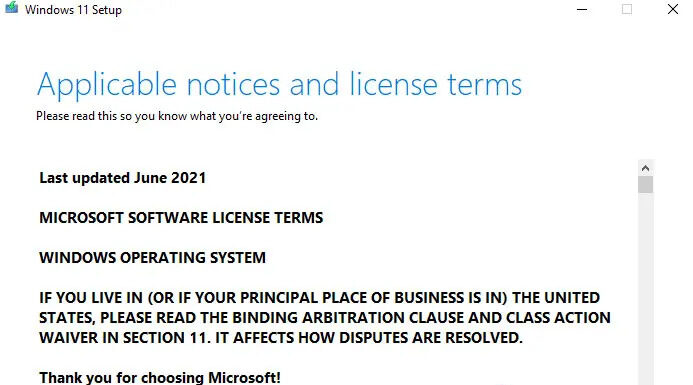 Windows 11 Setup
Applicable notices and license terms
Please read this so you know what you're agreeing to.
Last updated June 2021
MICROSOFT SOFTWARE LICENSE TERMS
WINDOWS OPERATING SYSTEM
IF YOU LIVE IN (OR IF YOUR PRINCIPAL PLACE OF BUSINESS IS IN) THE UNITED
STATES, PLEASE READ THE BINDING ARBITRATION CLAUSE AND CLASS ACTION
WAIVER IN SECTION 11. IT AFFECTS HOW DISPUTES ARE RESOLVED.
Thank you for choosing Microsoft!